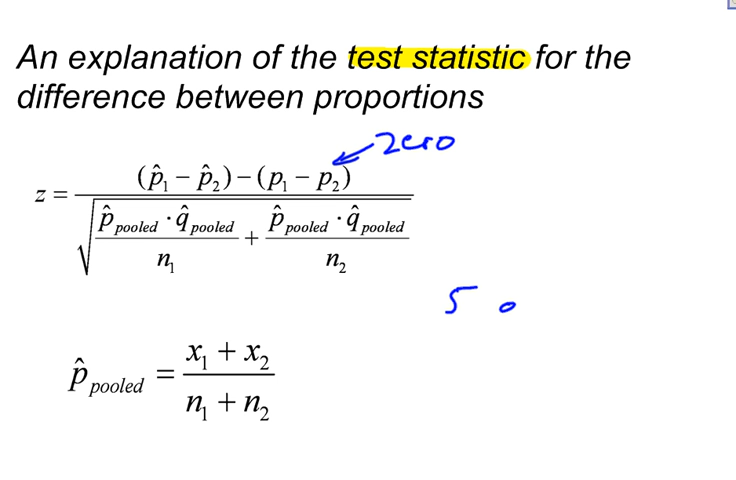 An explanation of the test statistic for the
difference between proportions
zero
z = ((p̂₁ − p̂₂) − (p₁ − p₂)) / √(p̂pooled · q̂pooled / n₁ + p̂pooled · q̂pooled / n₂)
5 0
p̂pooled = (x₁ + x₂) / (n₁ + n₂)